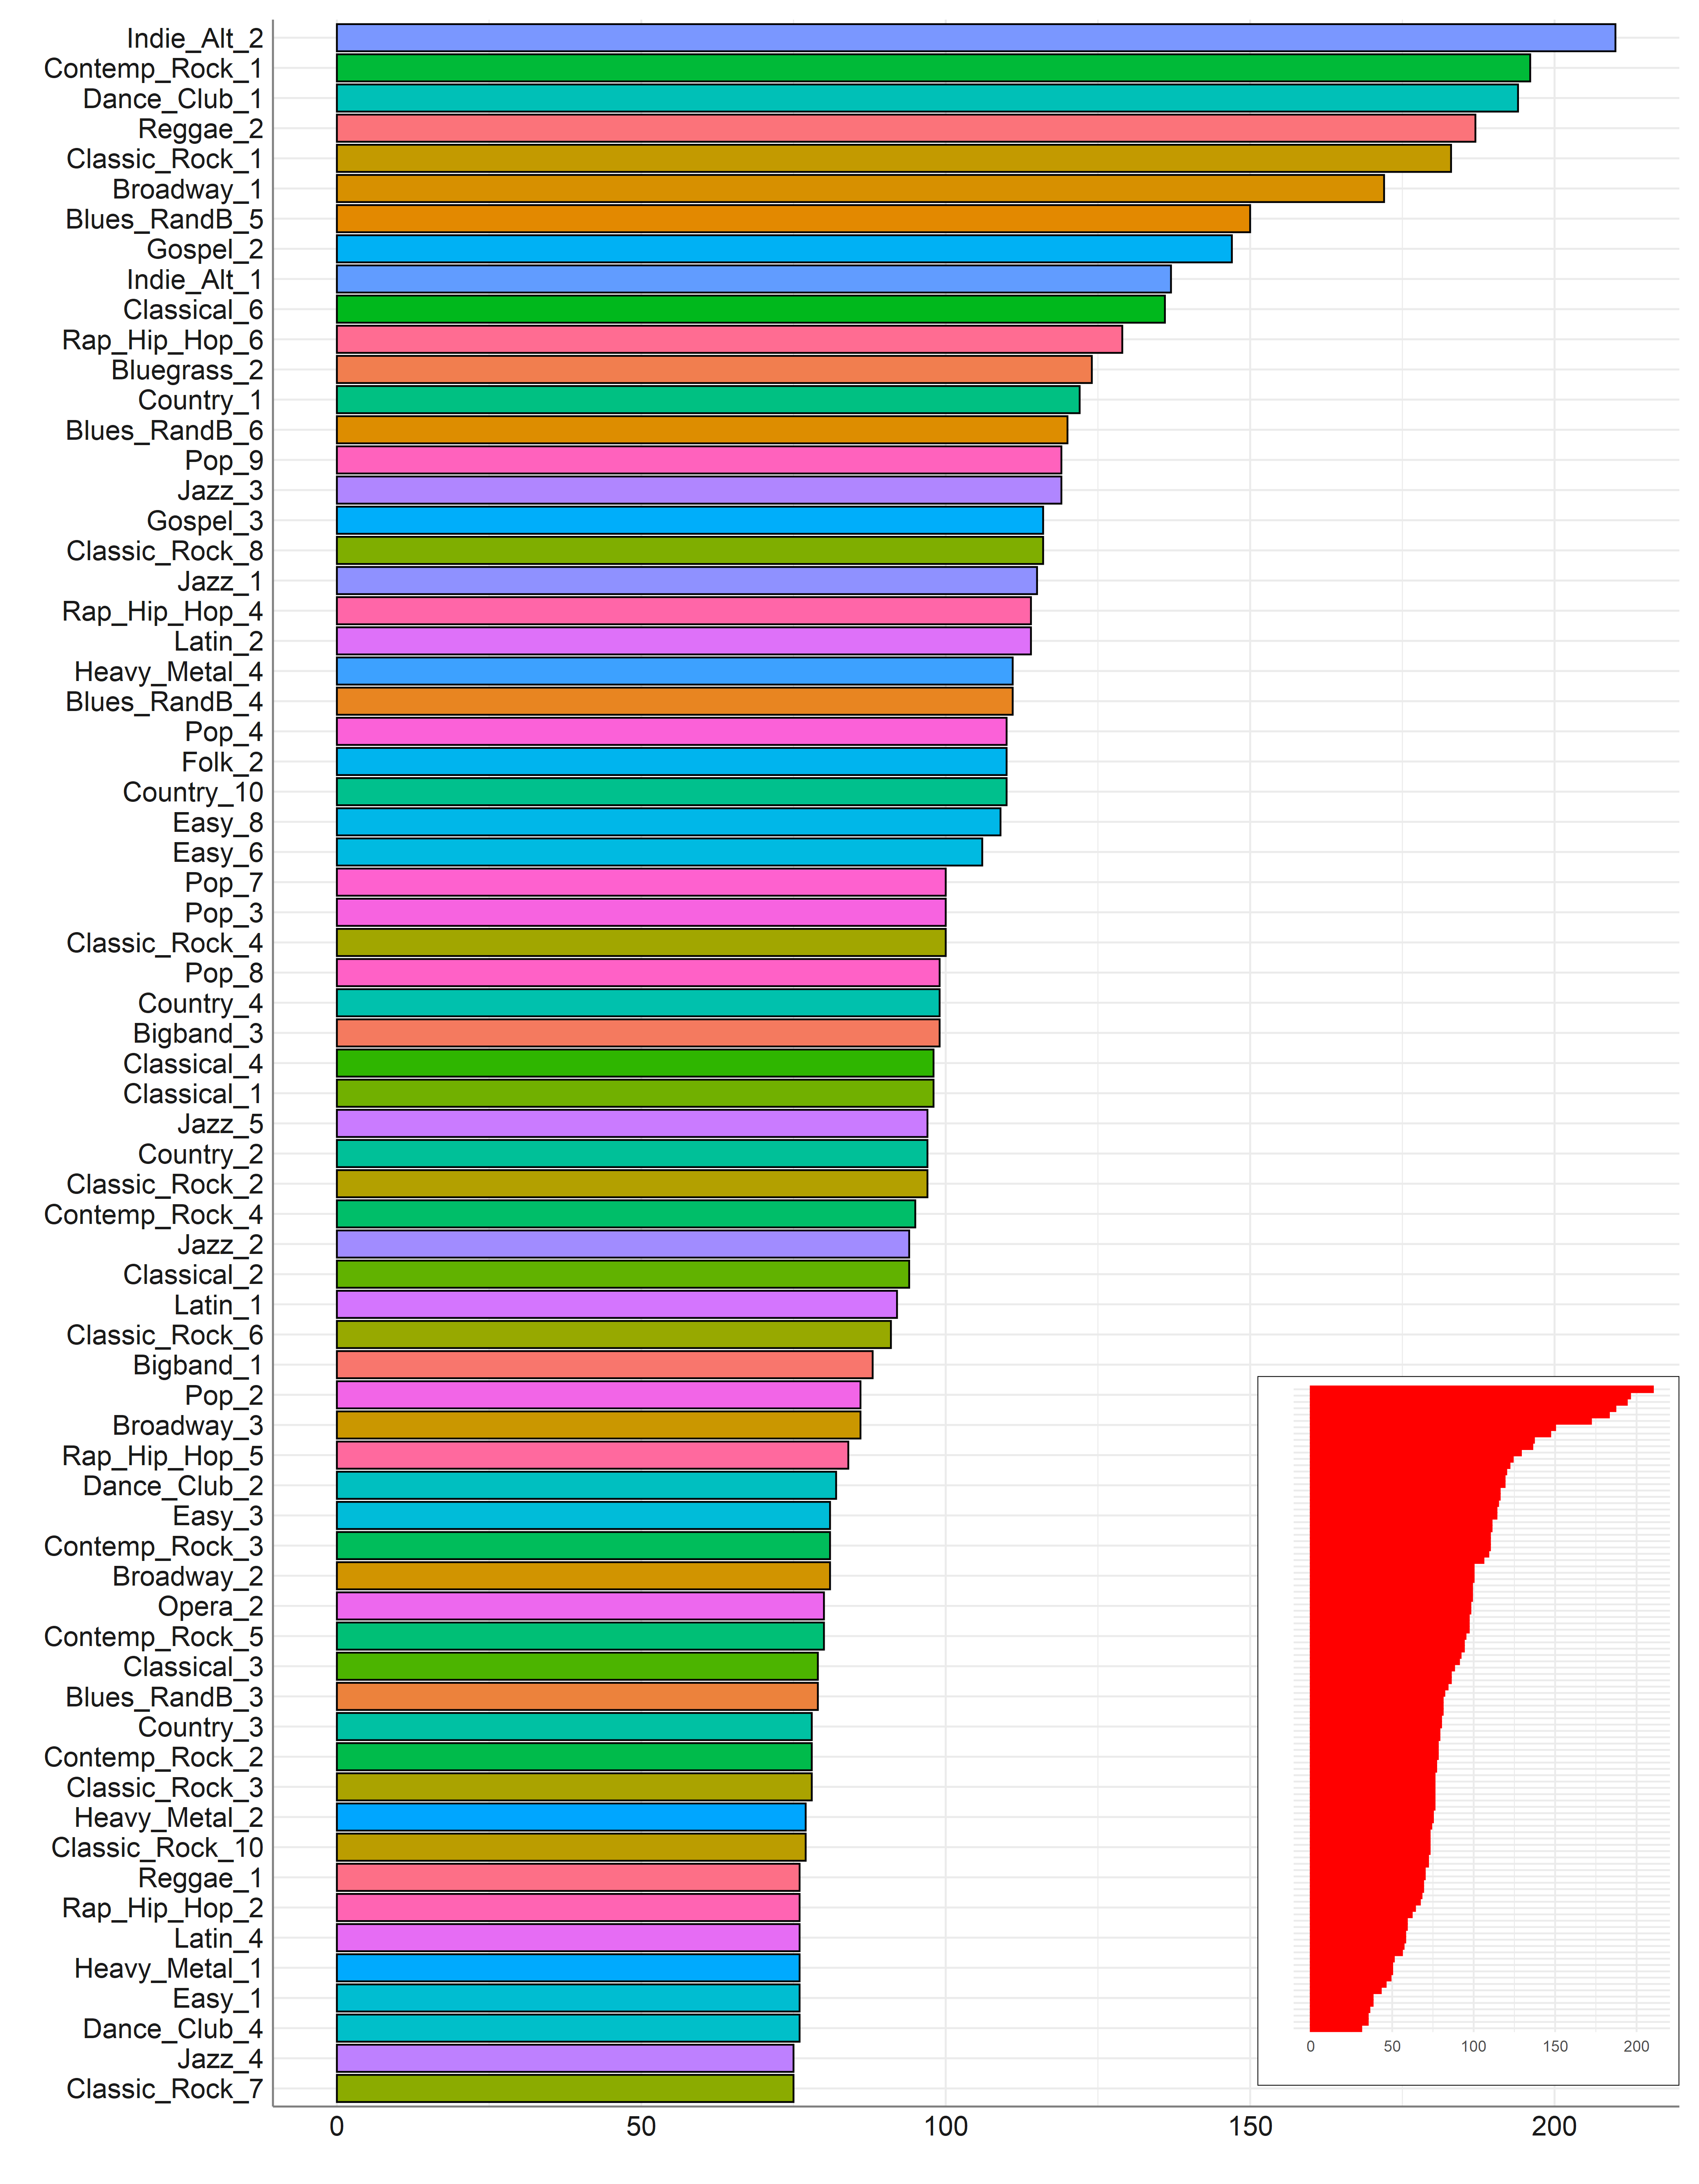 Indie_Alt_2
Contemp_Rock_1
Dance_Club_1
Reggae_2
Classic_Rock_1
Broadway_1
Blues_RandB_5
Gospel_2
Indie_Alt_1
Classical_6
Rap_Hip_Hop_6
Bluegrass_2
Country_1
Blues_RandB_6
Pop_9
Jazz_3
Gospel_3
Classic_Rock_8
Jazz_1
Rap_Hip_Hop_4
Latin_2
Heavy_Metal_4
Blues_RandB_4
Pop_4
Folk_2
Country_10
Easy_8
Easy_6
Pop_7
Pop_3
Classic_Rock_4
Pop_8
Country_4
Bigband_3
Classical_4
Classical_1
Jazz_5
Country_2
Classic_Rock_2
Contemp_Rock_4
Jazz_2
Classical_2
Latin_1
Classic_Rock_6
Bigband_1
Pop_2
Broadway_3
Rap_Hip_Hop_5
Dance_Club_2
Easy_3
Contemp_Rock_3
Broadway_2
Opera_2
Contemp_Rock_5
Classical_3
Blues_RandB_3
Country_3
Contemp_Rock_2
Classic_Rock_3
Heavy_Metal_2
Classic_Rock_10
Reggae_1
Rap_Hip_Hop_2
Latin_4
Heavy_Metal_1
Easy_1
Dance_Club_4
Jazz_4
Classic_Rock_7
0 50 100 150 200
0 50 100 150 200